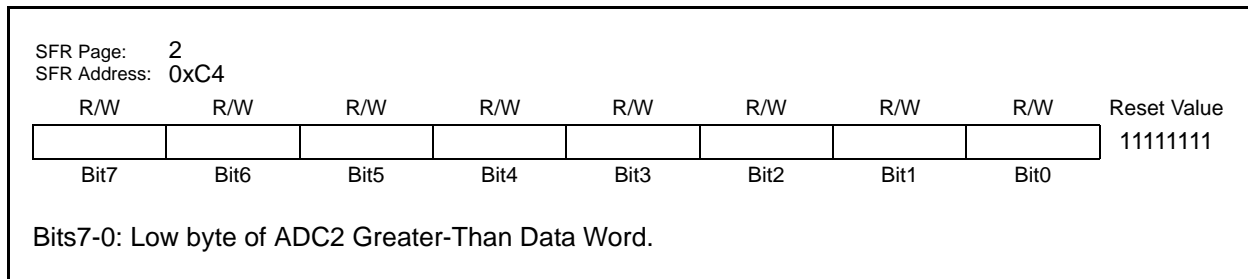 SFR Page: 2
SFR Address: 0xC4
R/W R/W R/W R/W R/W R/W R/W R/W Reset Value
11111111
Bit7 Bit6 Bit5 Bit4 Bit3 Bit2 Bit1 Bit0
Bits7-0: Low byte of ADC2 Greater-Than Data Word.